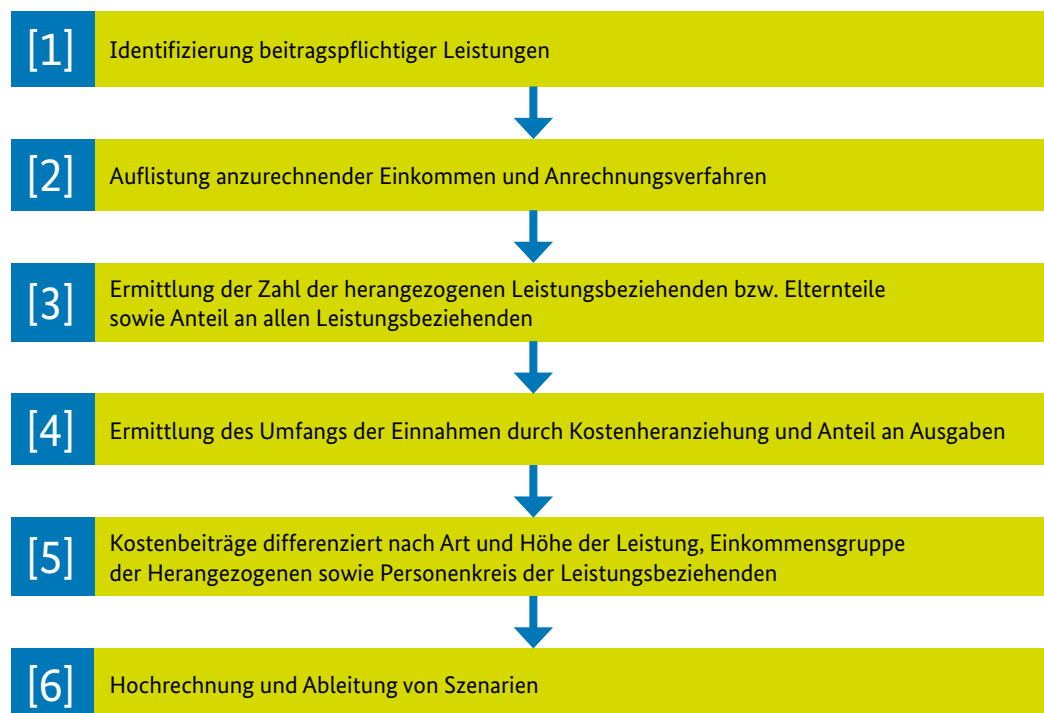 [1] Identifizierung beitragspflichtiger Leistungen
[2] Auflistung anzurechnender Einkommen und Anrechnungsverfahren
[3] Ermittlung der Zahl der herangezogenen Leistungsbeziehenden bzw. Elternteile
sowie Anteil an allen Leistungsbeziehenden
[4] Ermittlung des Umfangs der Einnahmen durch Kostenheranziehung und Anteil an Ausgaben
[5] Kostenbeiträge differenziert nach Art und Höhe der Leistung, Einkommensgruppe
der Herangezogenen sowie Personenkreis der Leistungsbeziehenden
[6] Hochrechnung und Ableitung von Szenarien